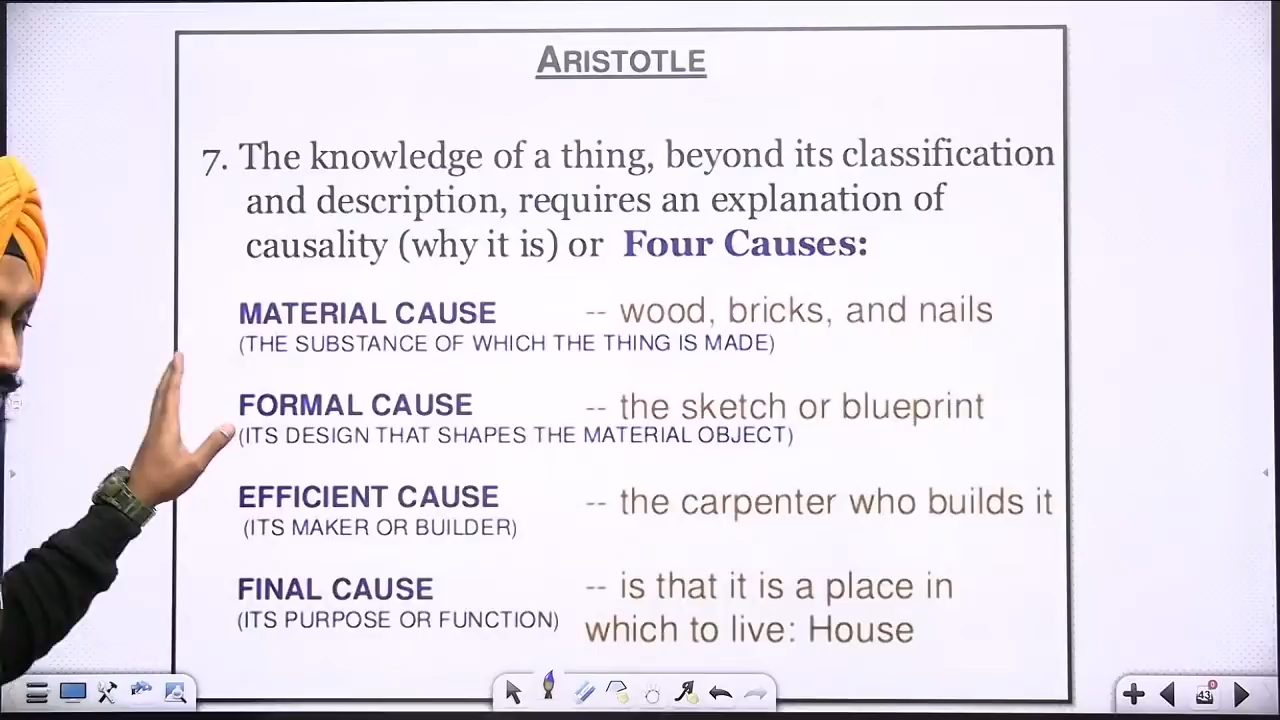 ARISTOTLE
7. The knowledge of a thing, beyond its classification
and description, requires an explanation of
causality (why it is) or Four Causes:
MATERIAL CAUSE -- wood, bricks, and nails
(THE SUBSTANCE OF WHICH THE THING IS MADE)
FORMAL CAUSE -- the sketch or blueprint
(ITS DESIGN THAT SHAPES THE MATERIAL OBJECT)
EFFICIENT CAUSE -- the carpenter who builds it
(ITS MAKER OR BUILDER)
FINAL CAUSE -- is that it is a place in
(ITS PURPOSE OR FUNCTION) which to live: House
43